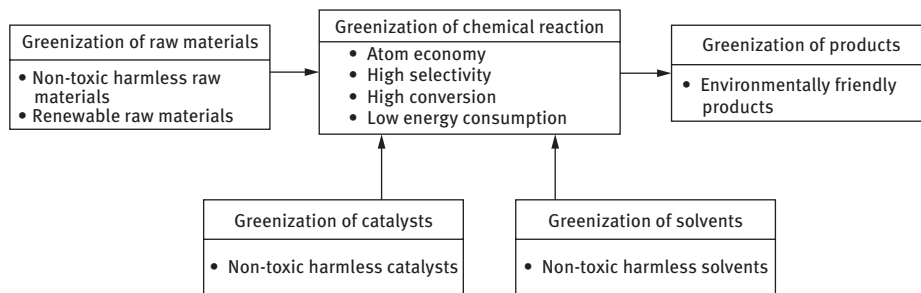 Greenization of raw materials
• Non-toxic harmless raw
materials
• Renewable raw materials
Greenization of chemical reaction
• Atom economy
• High selectivity
• High conversion
• Low energy consumption
Greenization of products
• Environmentally friendly
products
Greenization of catalysts
• Non-toxic harmless catalysts
Greenization of solvents
• Non-toxic harmless solvents